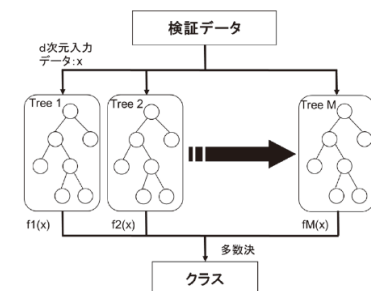 検証データ
d次元入力
データ:x
Tree 1
Tree 2
Tree M
f1(x)
f2(x)
fM(x)
多数決
クラス